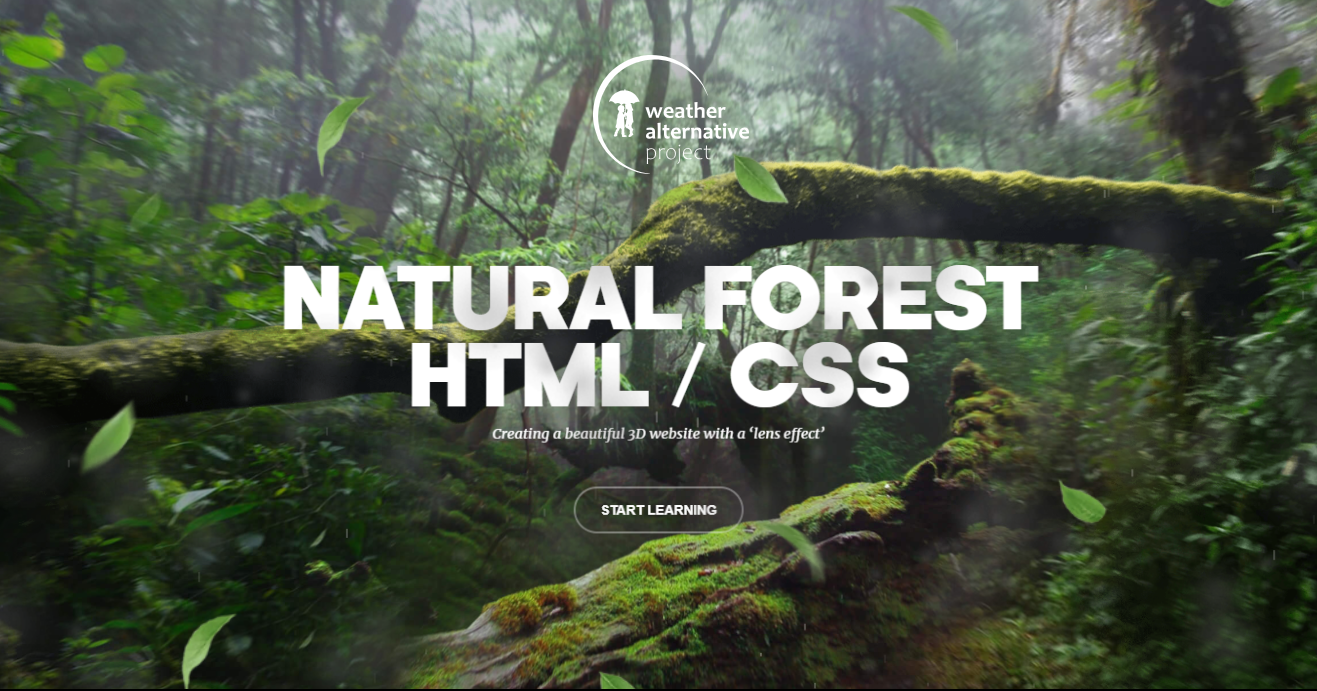 weather
alternative
project
NATURAL FOREST
HTML / CSS
Creating a beautiful 3D website with a ‘lens effect’
START LEARNING